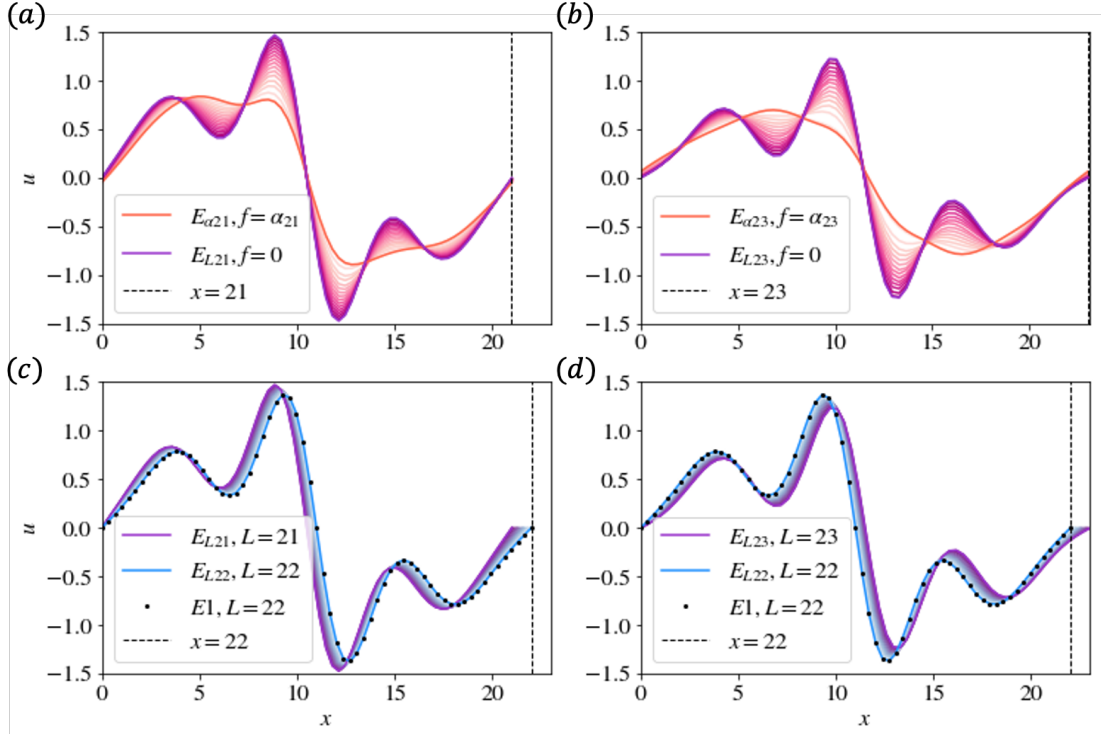 (a)
1.5
1.0
0.5
0.0
−0.5
−1.0
−1.5
u
0 5 10 15 20
E_{α21}, f = α_{21}
E_{L21}, f = 0
x = 21
(b)
1.5
1.0
0.5
0.0
−0.5
−1.0
−1.5
0 5 10 15 20
E_{α23}, f = α_{23}
E_{L23}, f = 0
x = 23
(c)
1.5
1.0
0.5
0.0
−0.5
−1.0
−1.5
u
0 5 10 15 20
x
E_{L21}, L = 21
E_{L22}, L = 22
E1, L = 22
x = 22
(d)
1.5
1.0
0.5
0.0
−0.5
−1.0
−1.5
0 5 10 15 20
x
E_{L23}, L = 23
E_{L22}, L = 22
E1, L = 22
x = 22